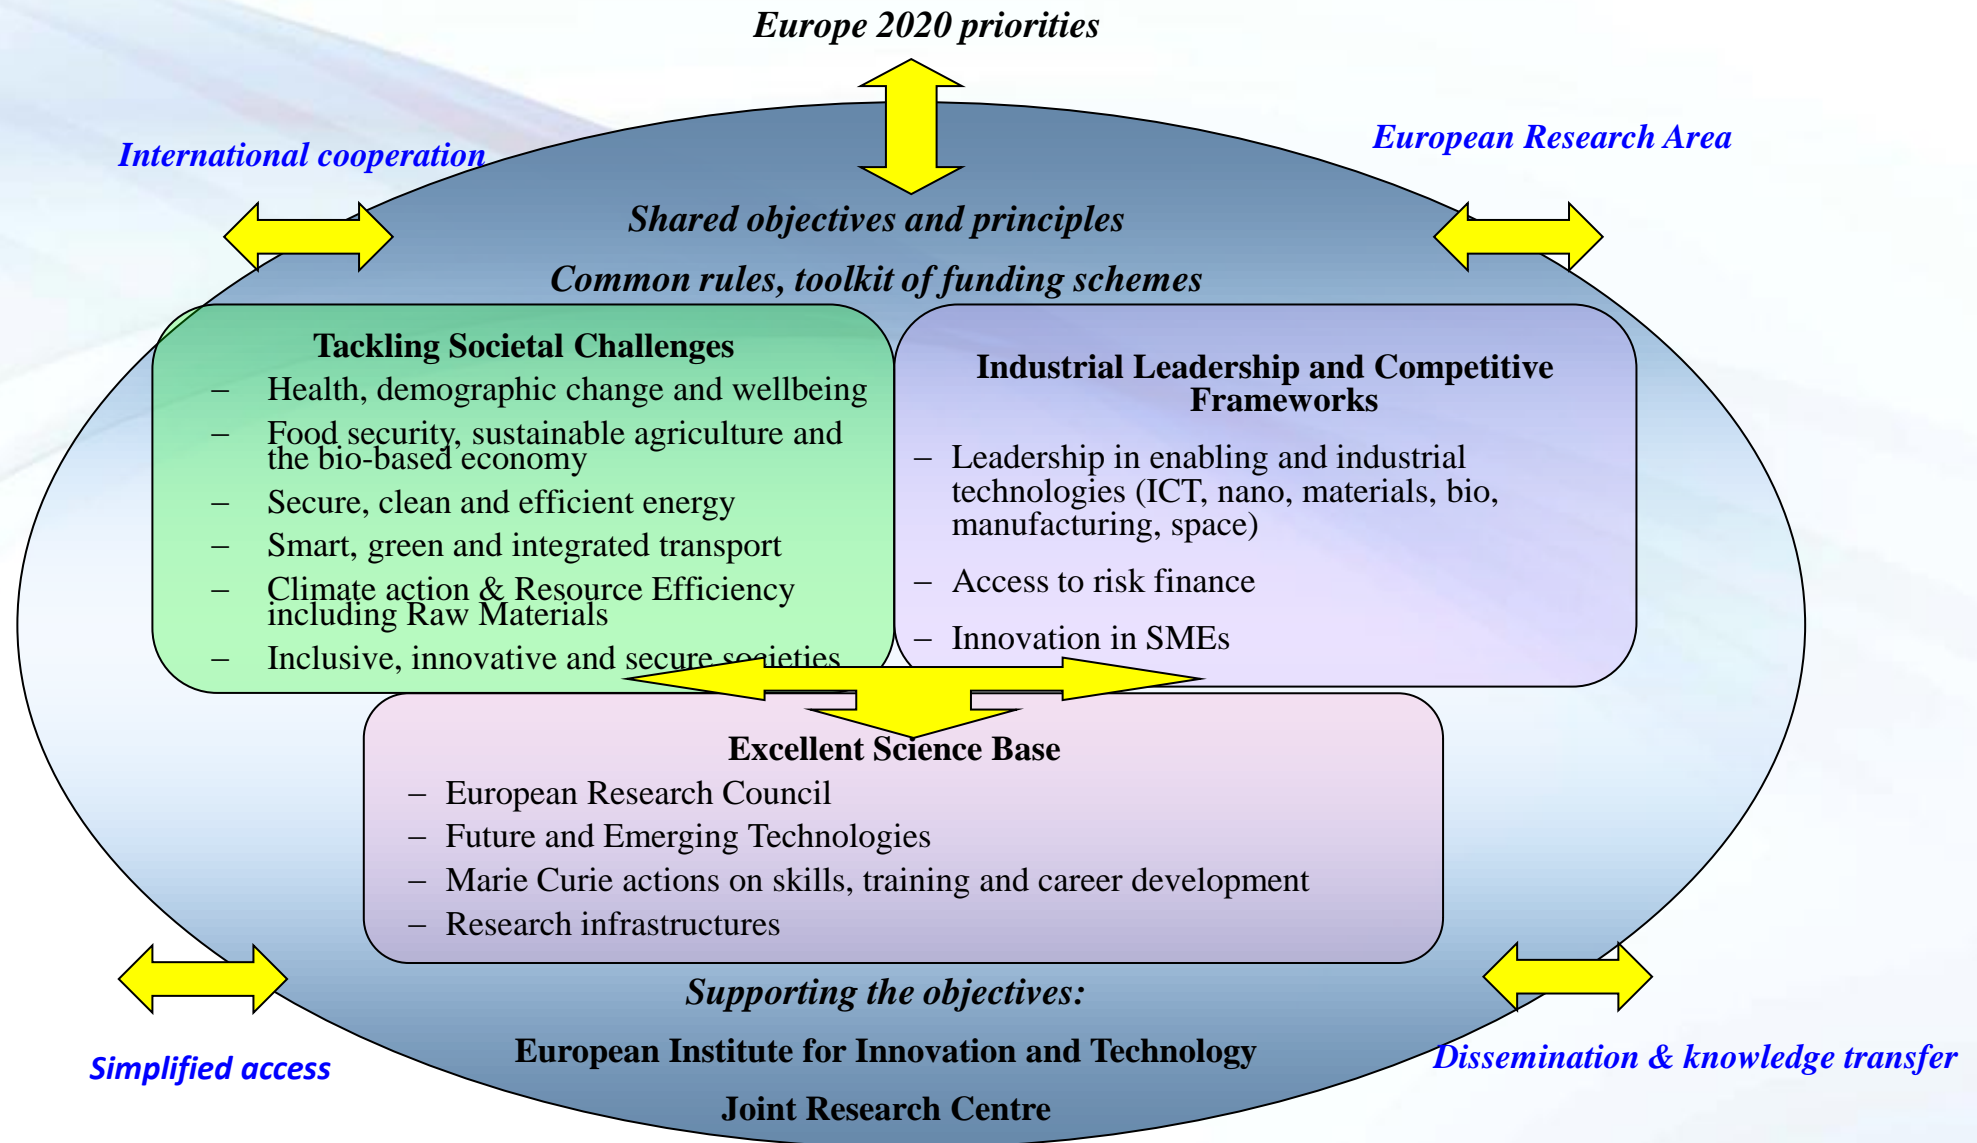 Europe 2020 priorities
International cooperation
European Research Area
Shared objectives and principles
Common rules, toolkit of funding schemes
Tackling Societal Challenges
– Health, demographic change and wellbeing
– Food security, sustainable agriculture and
the bio-based economy
– Secure, clean and efficient energy
– Smart, green and integrated transport
– Climate action & Resource Efficiency
including Raw Materials
– Inclusive, innovative and secure societies
Industrial Leadership and Competitive
Frameworks
– Leadership in enabling and industrial
technologies (ICT, nano, materials, bio,
manufacturing, space)
– Access to risk finance
– Innovation in SMEs
Excellent Science Base
– European Research Council
– Future and Emerging Technologies
– Marie Curie actions on skills, training and career development
– Research infrastructures
Supporting the objectives:
European Institute for Innovation and Technology
Joint Research Centre
Simplified access
Dissemination & knowledge transfer